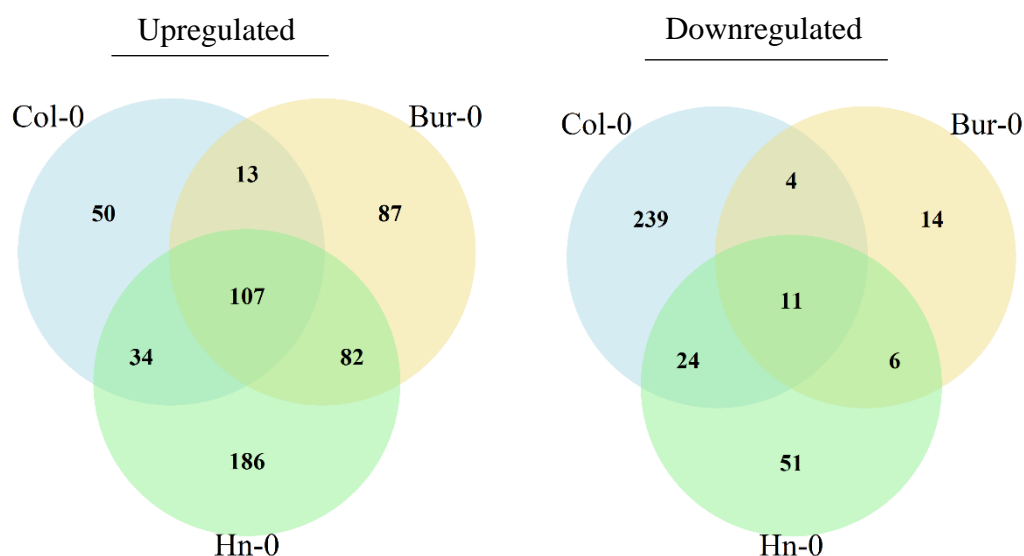 Upregulated
Col-0
Bur-0
13
50
87
107
34
82
186
Hn-0
Downregulated
Col-0
Bur-0
4
239
14
11
24
6
51
Hn-0